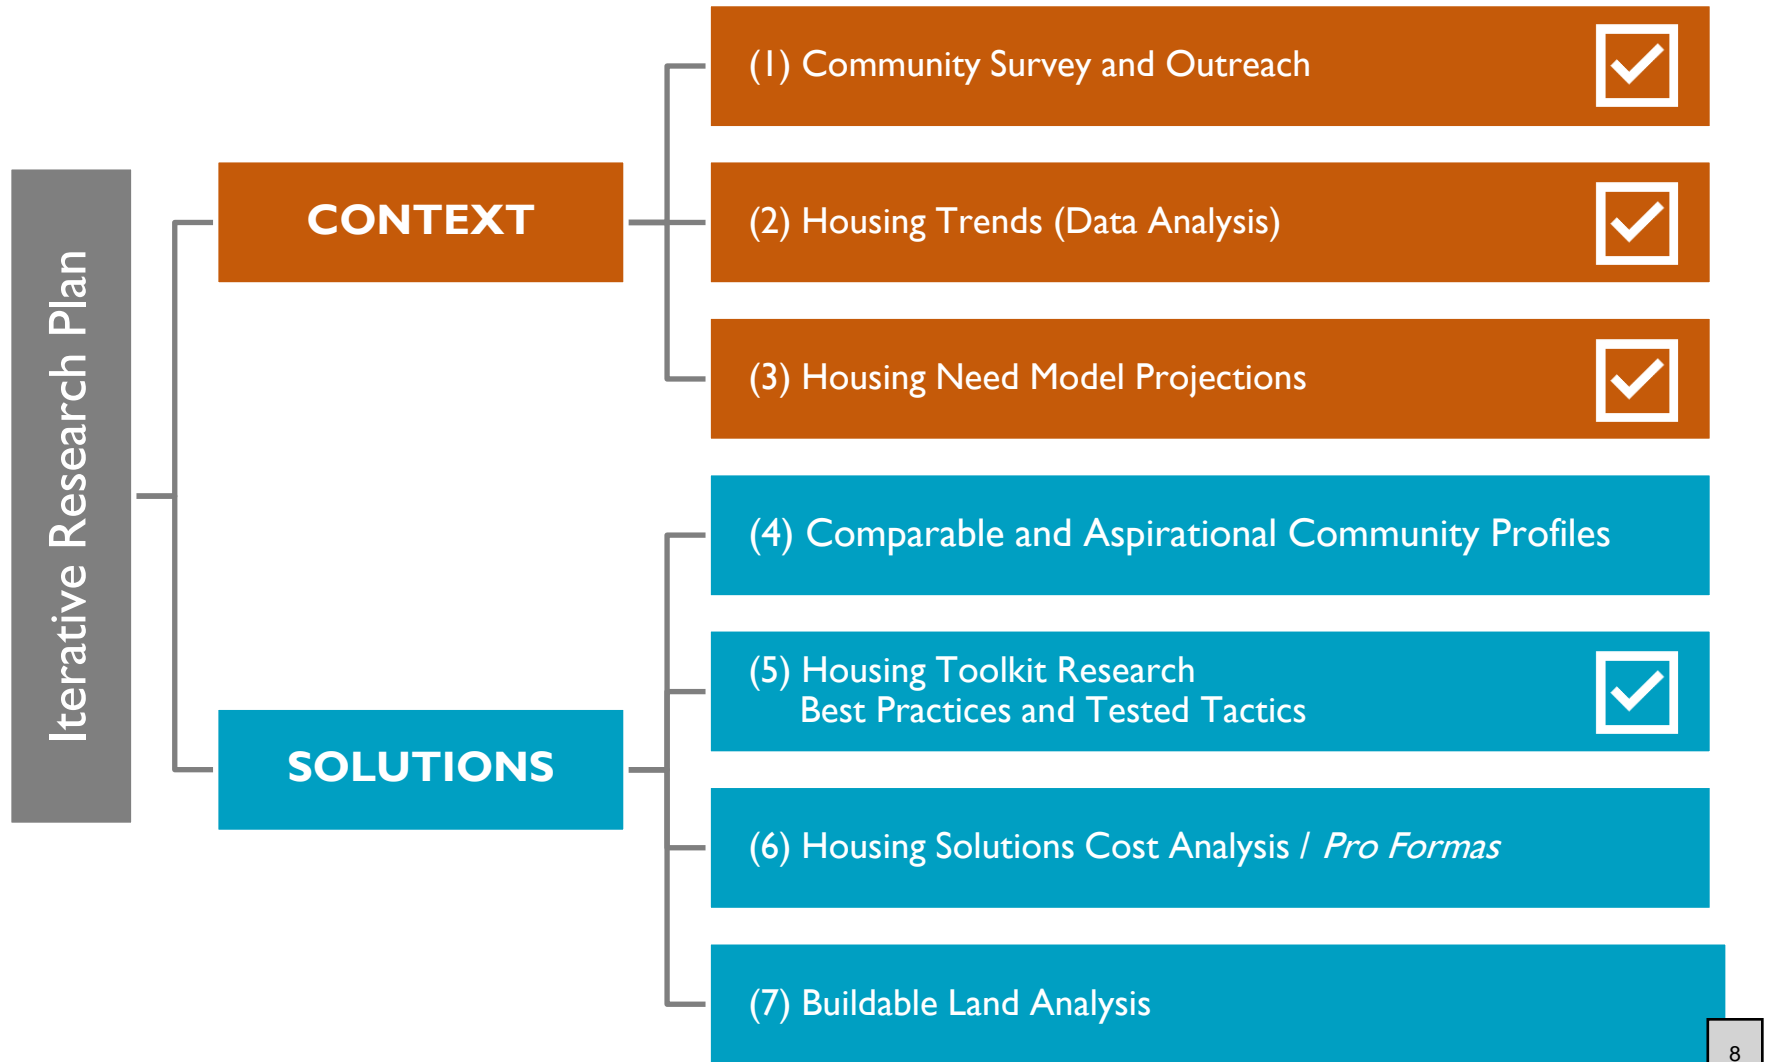 Iterative Research Plan
CONTEXT
(1) Community Survey and Outreach
(2) Housing Trends (Data Analysis)
(3) Housing Need Model Projections
SOLUTIONS
(4) Comparable and Aspirational Community Profiles
(5) Housing Toolkit Research
Best Practices and Tested Tactics
(6) Housing Solutions Cost Analysis / Pro Formas
(7) Buildable Land Analysis
8